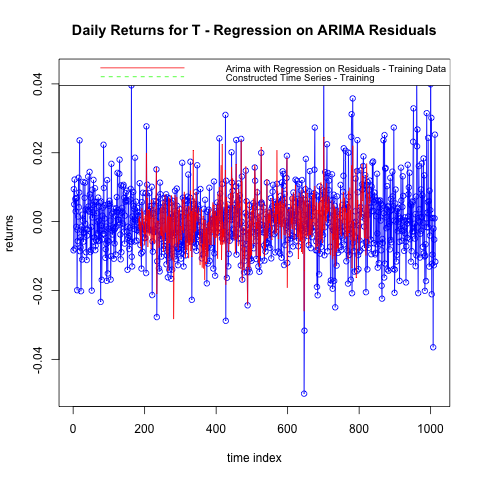 Daily Returns for T - Regression on ARIMA Residuals
Arima with Regression on Residuals - Training Data
Constructed Time Series - Training
0.04
0.02
0.00
-0.02
-0.04
returns
0 200 400 600 800 1000
time index